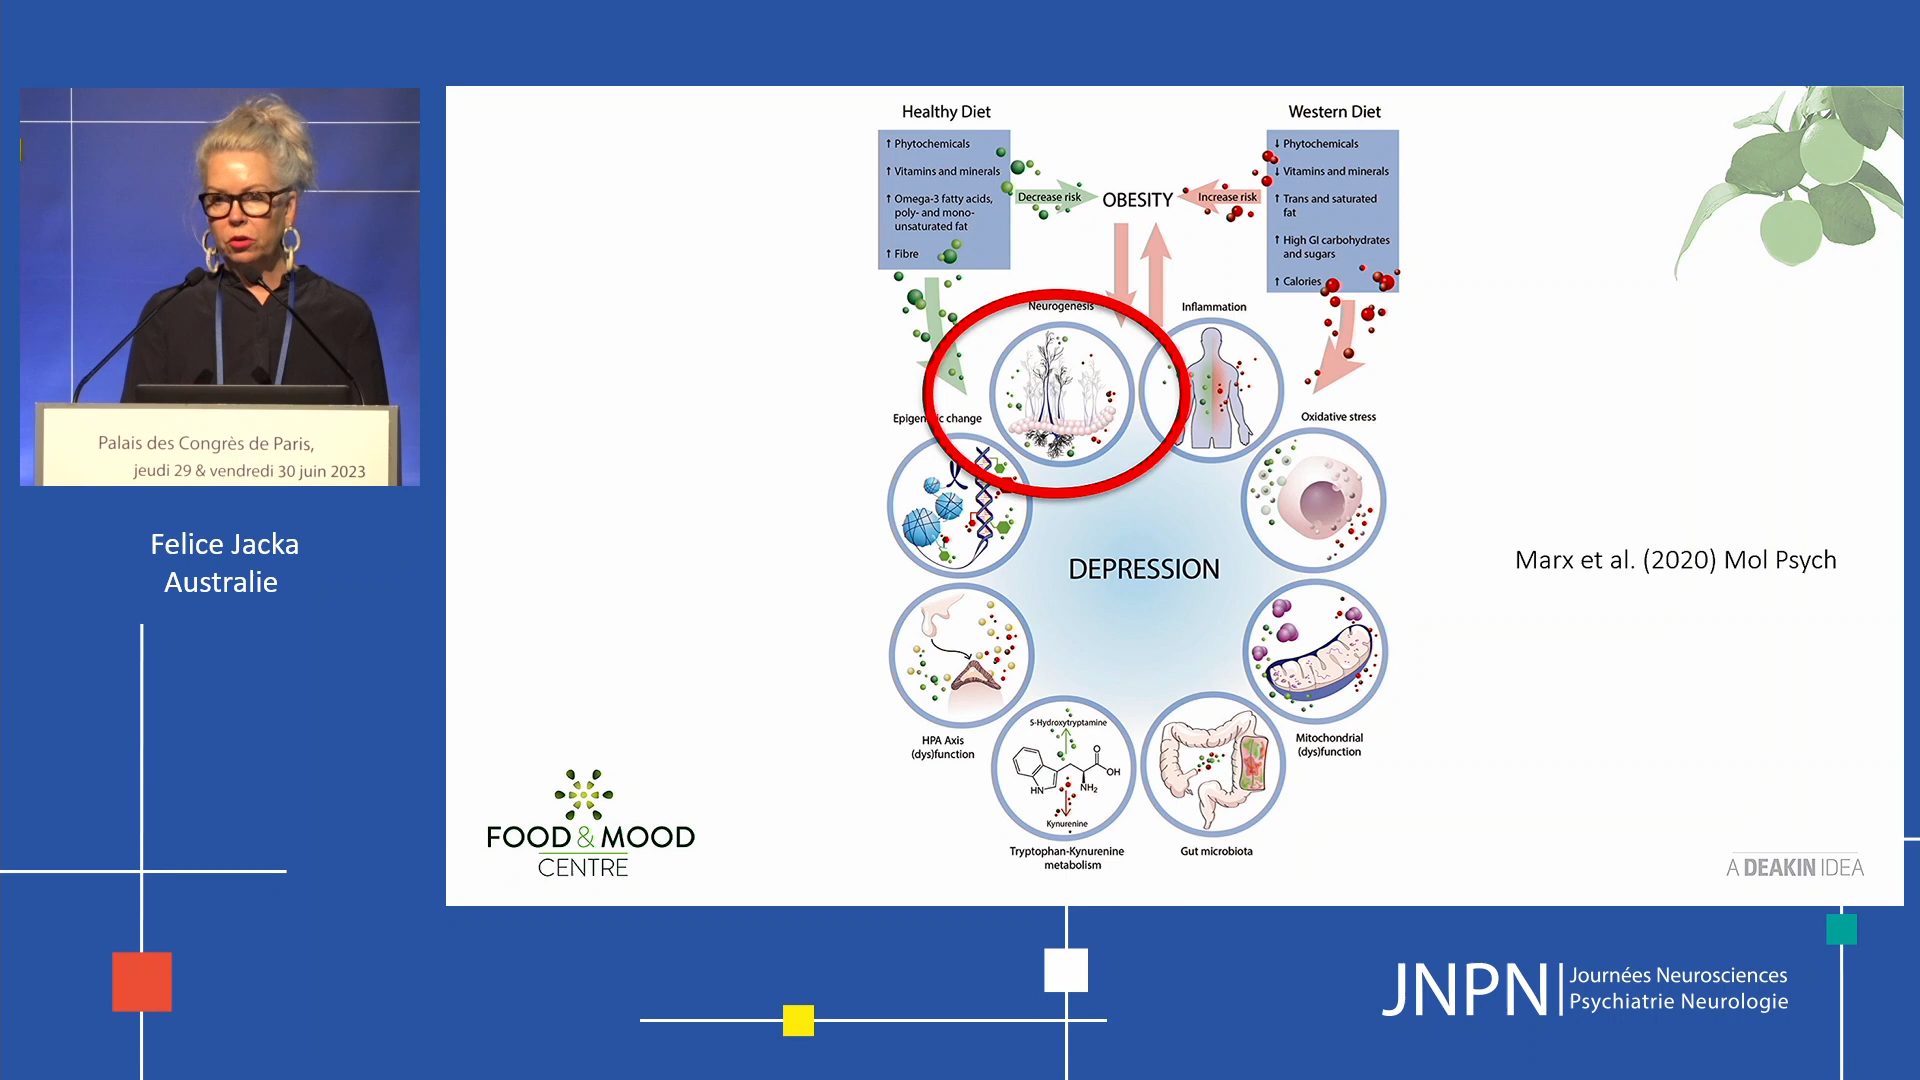 Palais des Congrès de Paris,
jeudi 29 & vendredi 30 juin 2023
Felice Jacka
Australie
Healthy Diet
↑ Phytochemicals
↑ Vitamins and minerals
↑ Omega-3 fatty acids,
poly- and mono-
unsaturated fat
↑ Fibre
Decrease risk
OBESITY
Increase risk
Western Diet
↓ Phytochemicals
↓ Vitamins and minerals
↑ Trans and saturated
fat
↑ High GI carbohydrates
and sugars
↑ Calories
Neurogenesis
Inflammation
Epigenetic change
Oxidative stress
DEPRESSION
Marx et al. (2020) Mol Psych
HPA Axis
(dys)function
Mitochondrial
(dys)function
5-Hydroxytryptamine
O
OH
HN
NH₂
Kynurenine
Tryptophan-Kynurenine
metabolism
Gut microbiota
FOOD & MOOD
CENTRE
A DEAKIN IDEA
JNPN
Journées Neurosciences
Psychiatrie Neurologie